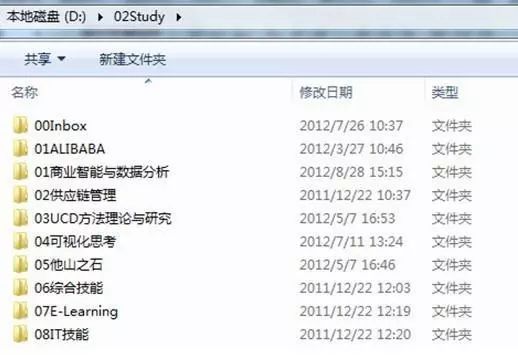 本地磁盘 (D:) 02Study
共享 新建文件夹
名称 修改日期 类型
00Inbox 2012/7/26 10:37 文件夹
01ALIBABA 2012/3/27 10:46 文件夹
01商业智能与数据分析 2012/8/28 15:15 文件夹
02供应链管理 2011/12/22 10:37 文件夹
03UCD方法理论与研究 2012/5/7 16:53 文件夹
04可视化思考 2012/7/11 13:24 文件夹
05他山之石 2012/5/7 16:46 文件夹
06综合技能 2011/12/22 12:03 文件夹
07E-Learning 2011/12/22 12:19 文件夹
08IT技能 2011/12/22 12:20 文件夹